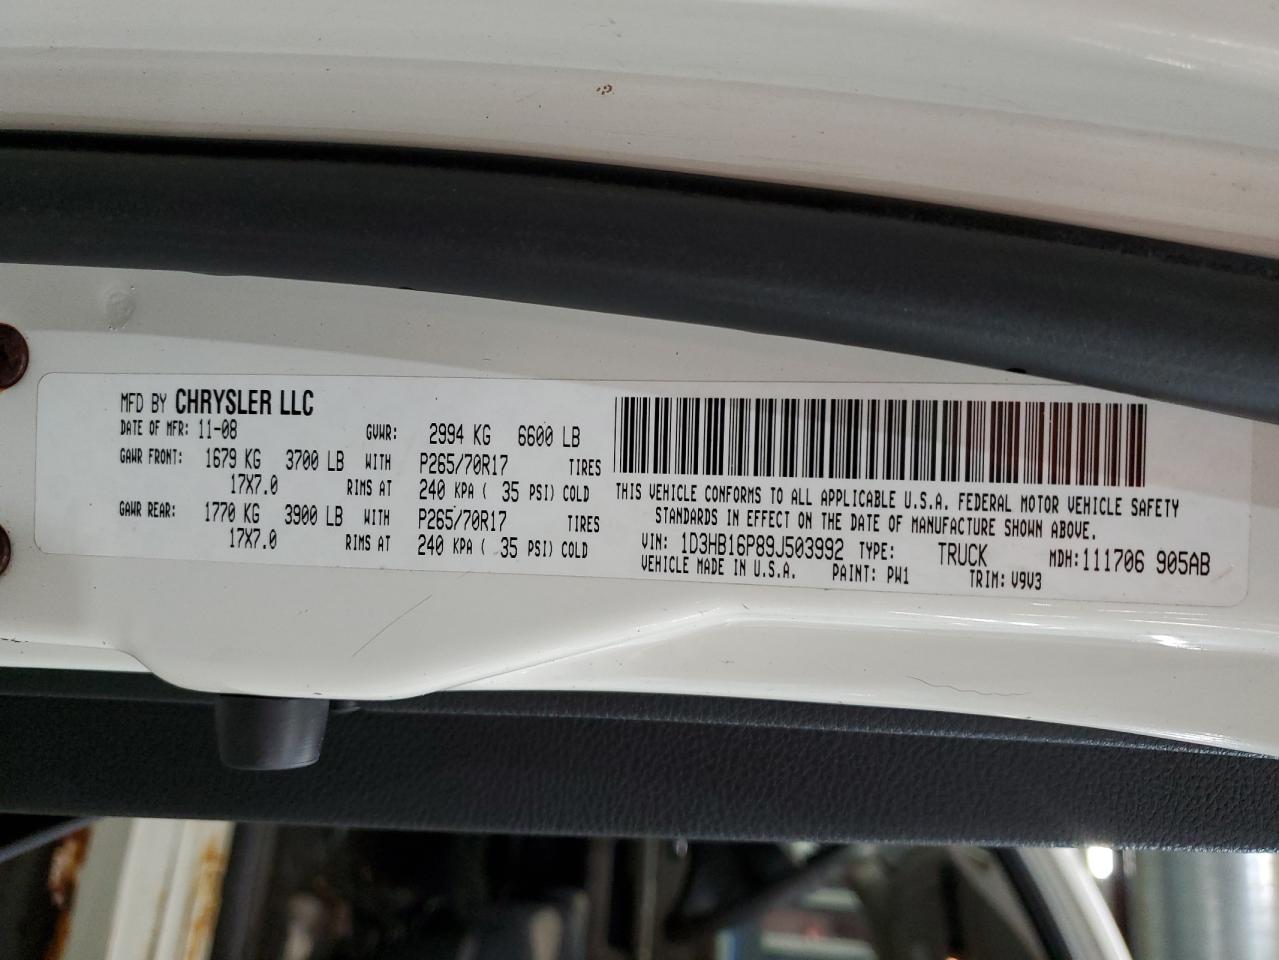 MFD BY CHRYSLER LLC
DATE OF MFR: 11-08 GVWR: 2994 KG 6600 LB
GAWR FRONT: 1679 KG 3700 LB WITH P265/70R17 TIRES
17X7.0 RIMS AT 240 KPA ( 35 PSI) COLD
GAWR REAR: 1770 KG 3900 LB WITH P265/70R17 TIRES
17X7.0 RIMS AT 240 KPA ( 35 PSI) COLD
THIS VEHICLE CONFORMS TO ALL APPLICABLE U.S.A. FEDERAL MOTOR VEHICLE SAFETY
STANDARDS IN EFFECT ON THE DATE OF MANUFACTURE SHOWN ABOVE.
VIN: 1D3HB16P89J503992 TYPE: TRUCK MDH: 111706 905AB
VEHICLE MADE IN U.S.A. PAINT: PW1 TRIM: V9V3